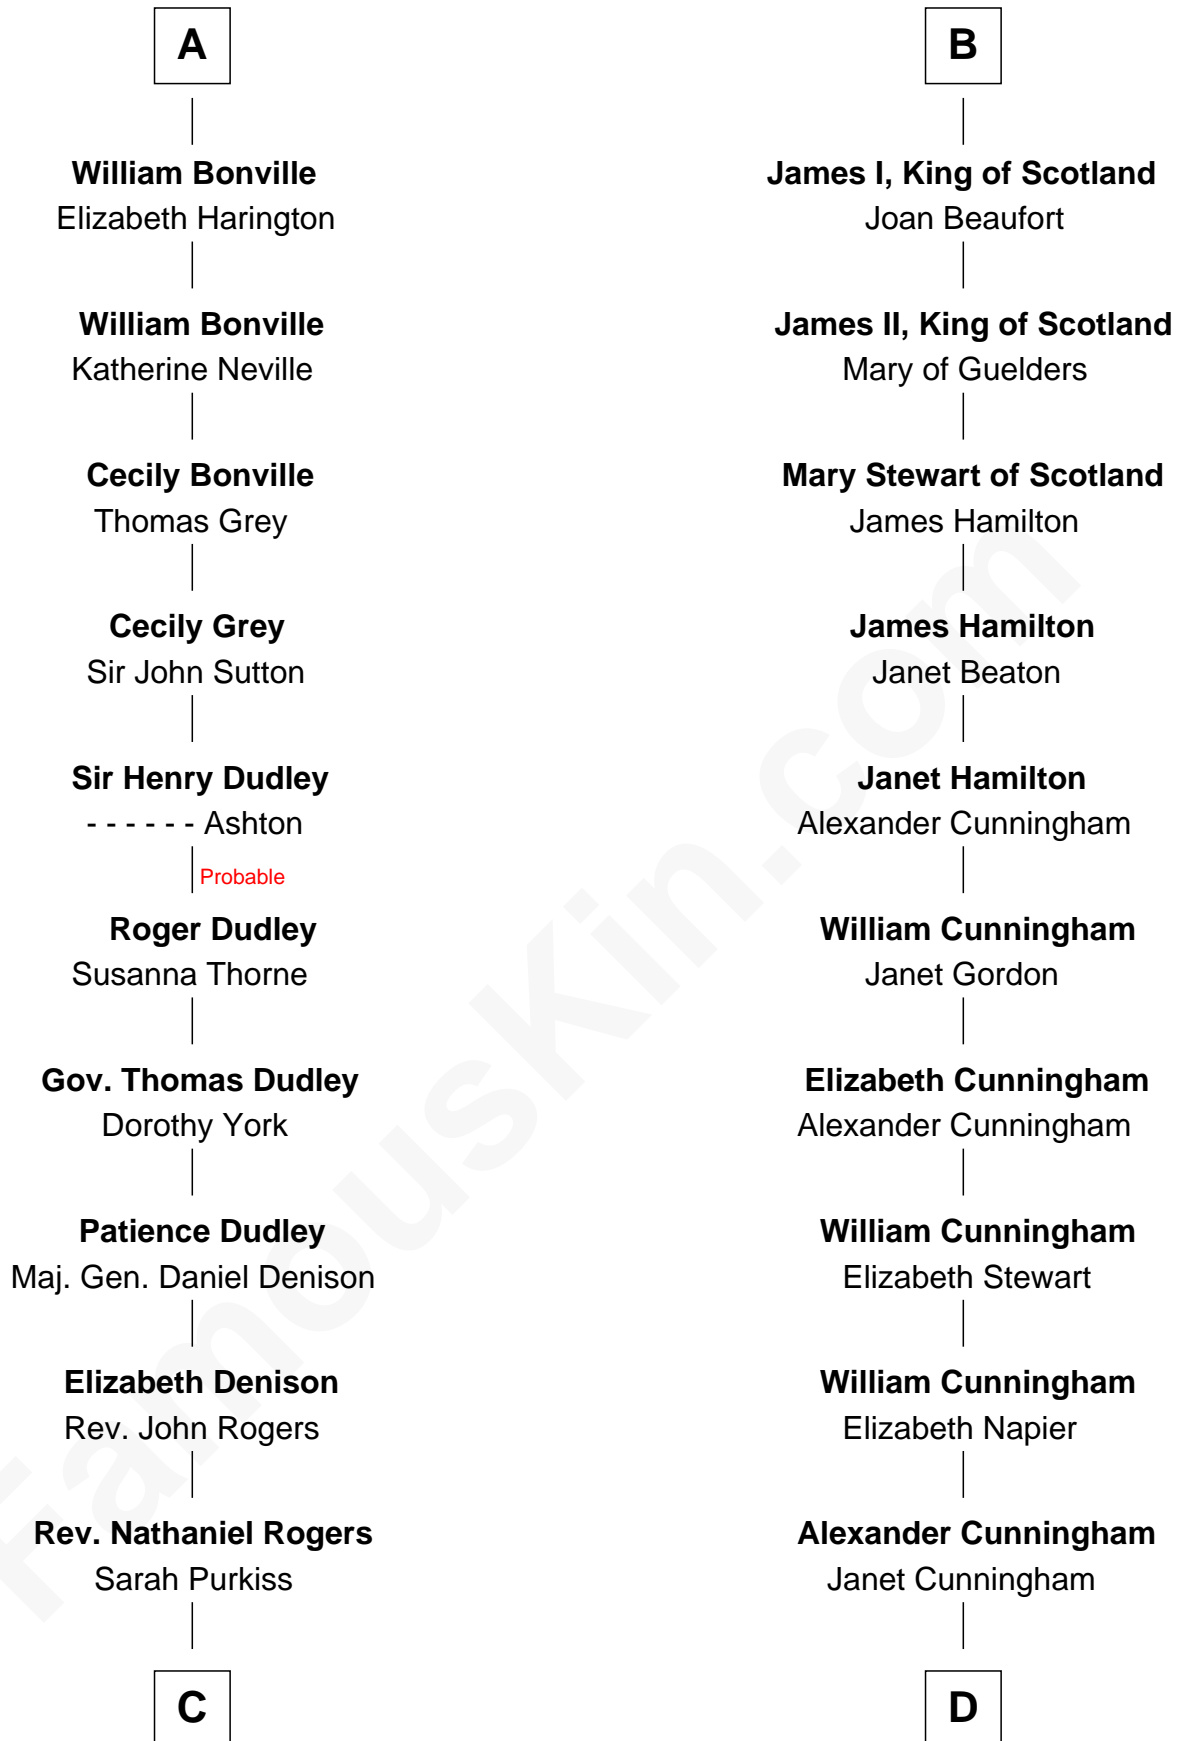 A
William Bonville
Elizabeth Harington
William Bonville
Katherine Neville
Cecily Bonville
Thomas Grey
Cecily Grey
Sir John Sutton
Sir Henry Dudley
- - - - - - Ashton
Probable
Roger Dudley
Susanna Thorne
Gov. Thomas Dudley
Dorothy York
Patience Dudley
Maj. Gen. Daniel Denison
Elizabeth Denison
Rev. John Rogers
Rev. Nathaniel Rogers
Sarah Purkiss
C
B
James I, King of Scotland
Joan Beaufort
James II, King of Scotland
Mary of Guelders
Mary Stewart of Scotland
James Hamilton
James Hamilton
Janet Beaton
Janet Hamilton
Alexander Cunningham
William Cunningham
Janet Gordon
Elizabeth Cunningham
Alexander Cunningham
William Cunningham
Elizabeth Stewart
William Cunningham
Elizabeth Napier
Alexander Cunningham
Janet Cunningham
D
FamousKin.com